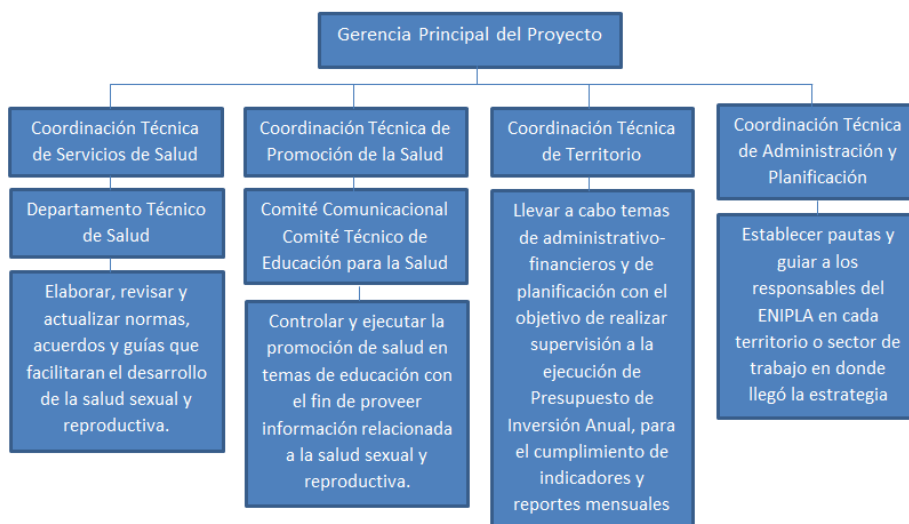 Gerencia Principal del Proyecto
Coordinación Técnica
de Servicios de Salud
Departamento Técnico
de Salud
Elaborar, revisar y
actualizar normas,
acuerdos y guías que
facilitaran el desarrollo
de la salud sexual y
reproductiva.
Coordinación Técnica de
Promoción de la Salud
Comité Comunicacional
Comité Técnico de
Educación para la Salud
Controlar y ejecutar la
promoción de salud en
temas de educación con
el fin de proveer
información relacionada
a la salud sexual y
reproductiva.
Coordinación Técnica
de Territorio
Llevar a cabo temas
de administrativo-
financieros y de
planificación con el
objetivo de realizar
supervisión a la
ejecución de
Presupuesto de
Inversión Anual, para
el cumplimiento de
indicadores y
reportes mensuales
Coordinación Técnica
de Administración y
Planificación
Establecer pautas y
guiar a los
responsables del
ENIPLA en cada
territorio o sector de
trabajo en donde
llegó la estrategia